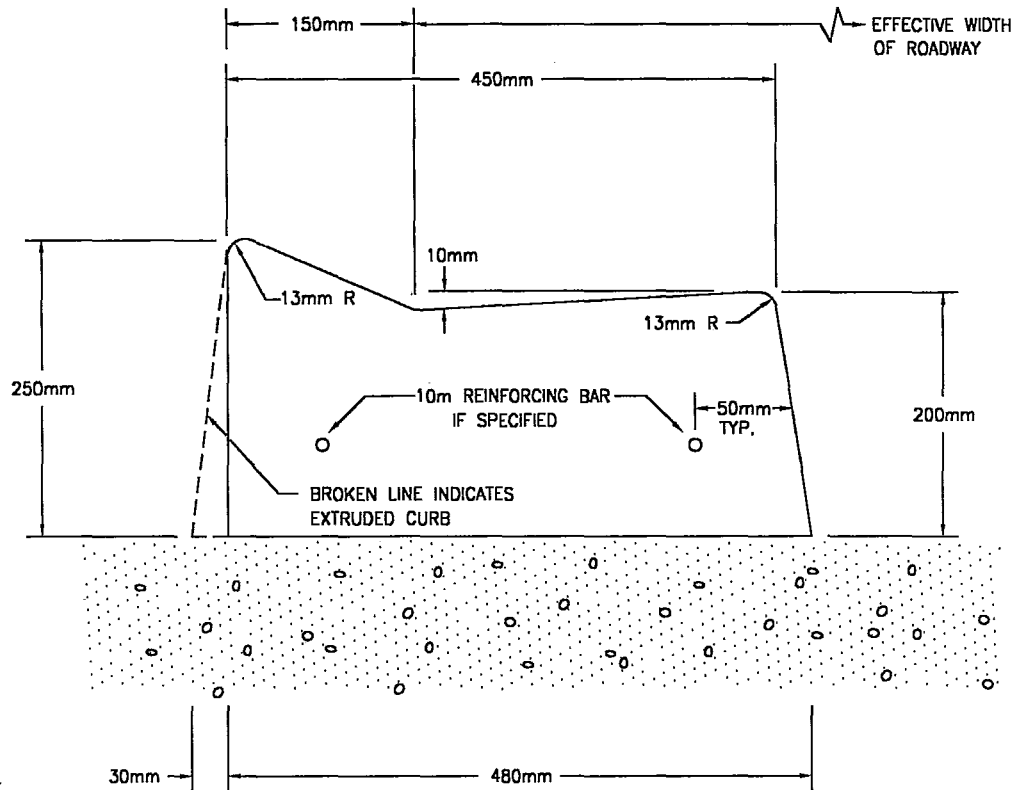 150mm
EFFECTIVE WIDTH
OF ROADWAY
450mm
10mm
13mm R
13mm R
250mm
10m REINFORCING BAR
IF SPECIFIED
50mm
TYP.
200mm
BROKEN LINE INDICATES
EXTRUDED CURB
30mm
480mm